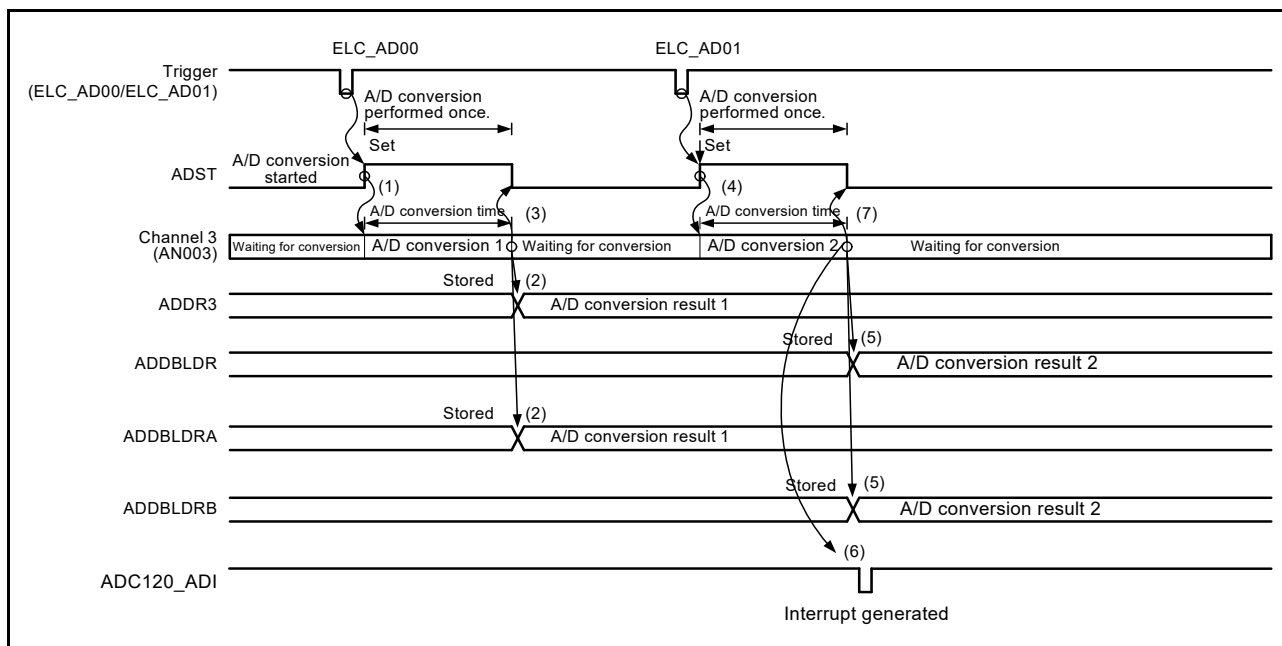 ELC_AD00
ELC_AD01
Trigger
(ELC_AD00/ELC_AD01)
A/D conversion
performed once.
A/D conversion
performed once.
Set
Set
ADST
A/D conversion
started
(1)
(4)
A/D conversion time
(3)
A/D conversion time
(7)
Channel 3
(AN003)
Waiting for conversion
A/D conversion 1
Waiting for conversion
A/D conversion 2
Waiting for conversion
Stored
(2)
ADDR3
A/D conversion result 1
Stored
(5)
ADDBLDR
A/D conversion result 2
Stored
(2)
ADDBLDRA
A/D conversion result 1
Stored
(5)
ADDBLDRB
A/D conversion result 2
(6)
ADC120_ADI
Interrupt generated